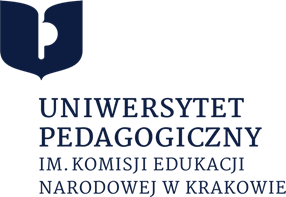 UNIWERSYTET
PEDAGOGICZNY
IM. KOMISJI EDUKACJI
NARODOWEJ W KRAKOWIE